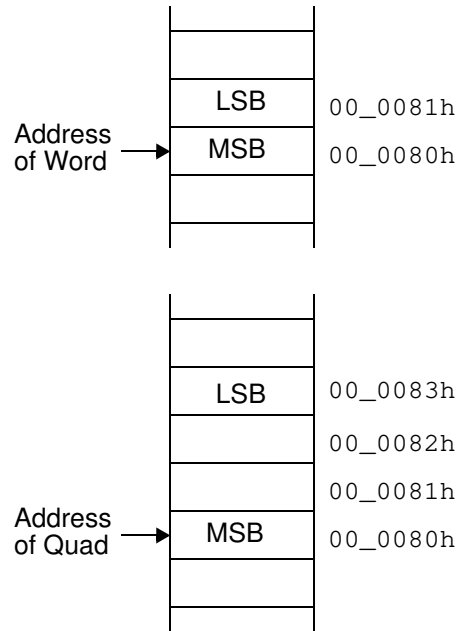 LSB 00_0081h
Address
of Word
MSB 00_0080h
LSB 00_0083h
00_0082h
00_0081h
Address
of Quad
MSB 00_0080h